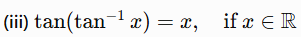 (iii) tan(tan⁻¹ x) = x, if x ∈ ℝ